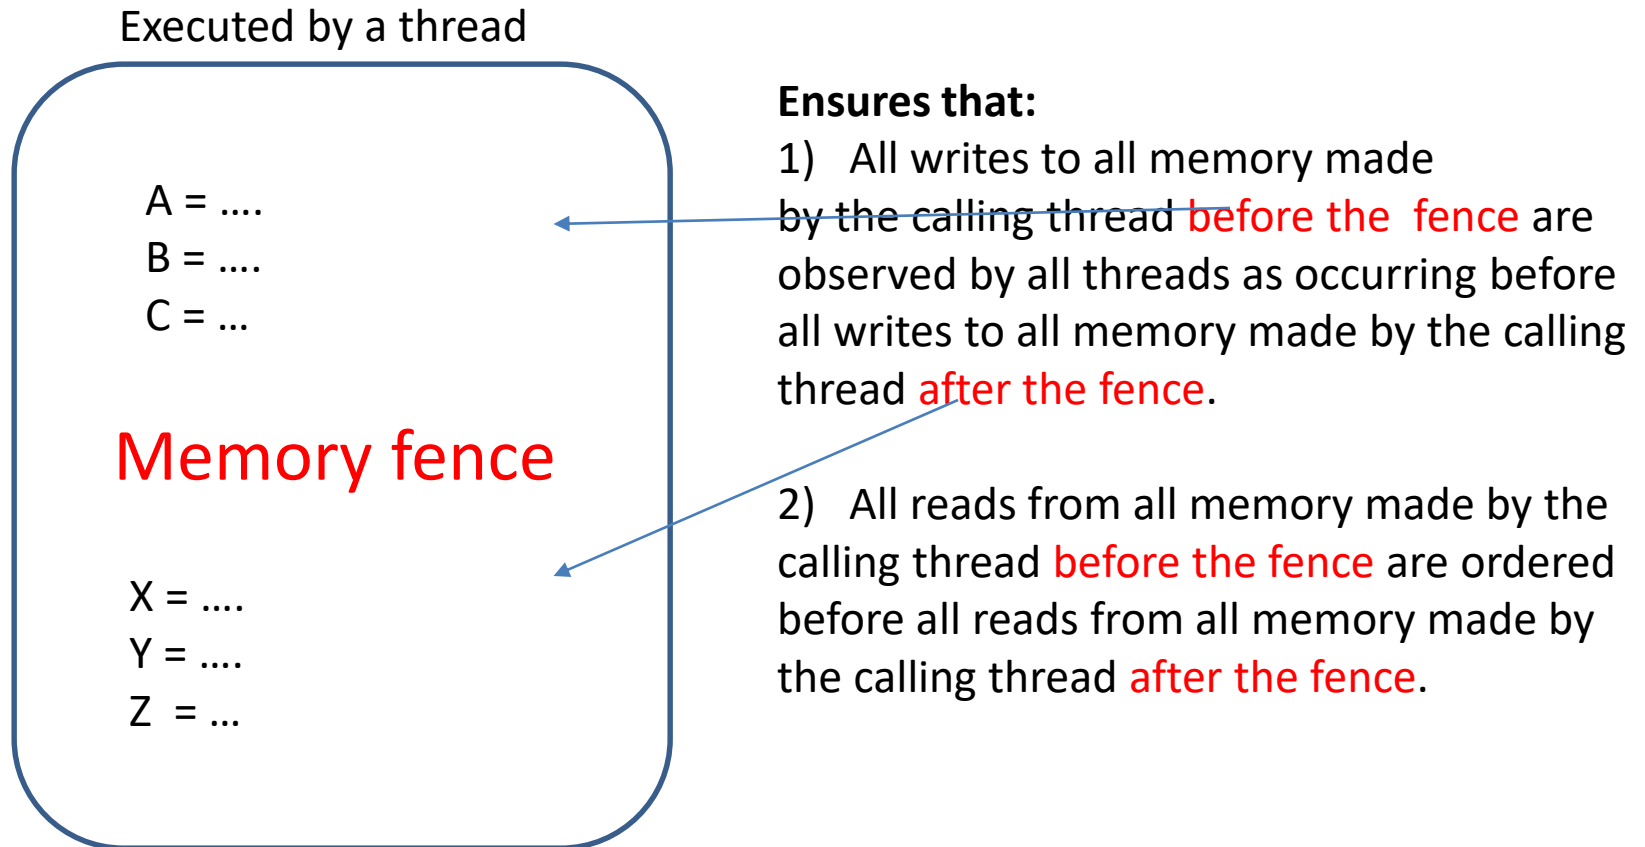 Executed by a thread
A = ....
B = ....
C = ...
Memory fence
X = ....
Y = ....
Z  = ...
Ensures that:
1)   All writes to all memory made
by the calling thread before the  fence are
observed by all threads as occurring before
all writes to all memory made by the calling
thread after the fence.
2)   All reads from all memory made by the
calling thread before the fence are ordered
before all reads from all memory made by
the calling thread after the fence.